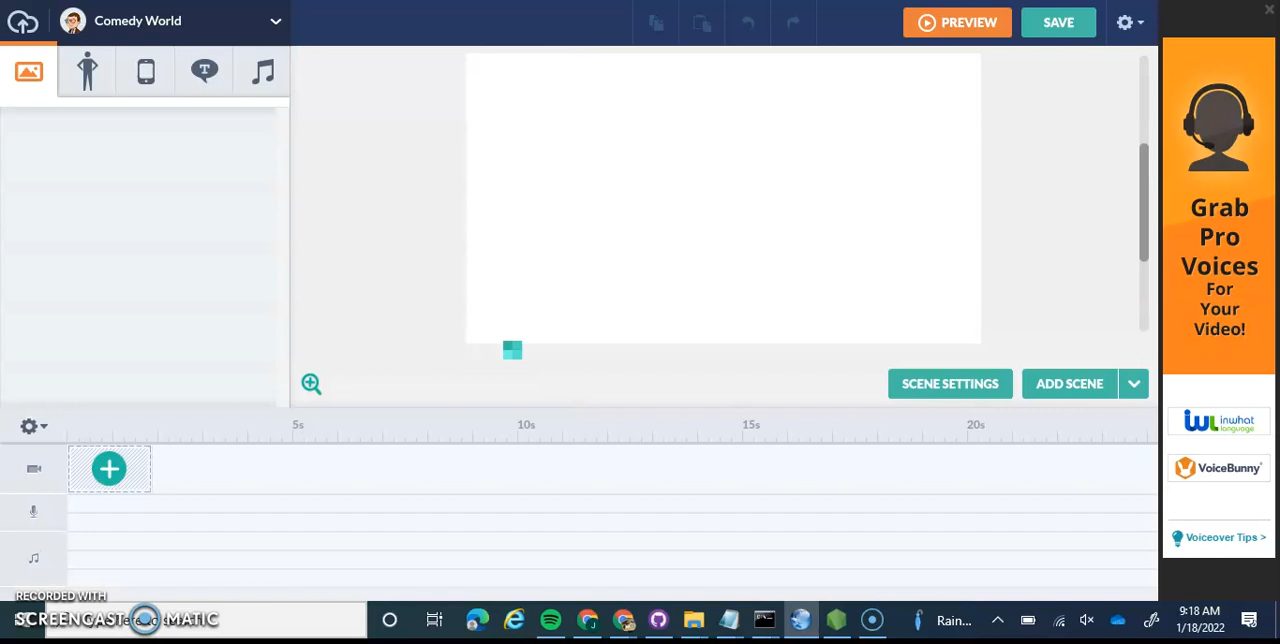 Comedy World
PREVIEW
SAVE
T
SCENE SETTINGS
ADD SCENE
5s
10s
15s
20s
Grab
Pro
Voices
For
Your
Video!
inwhat
language
VoiceBunny
Voiceover Tips >
RECORDED WITH
SCREENCAST MATIC
Rain...
9:18 AM
1/18/2022